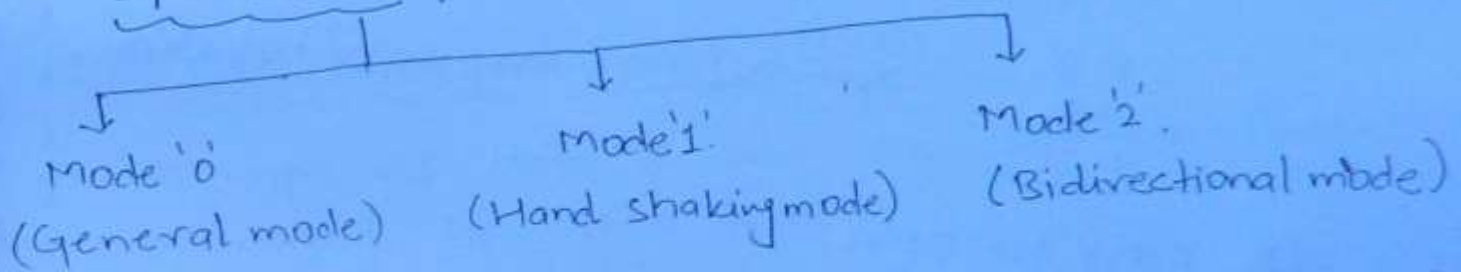 Mode '0' Mode '1'. Mode '2'.
(General mode) (Hand shaking mode) (Bidirectional mode)